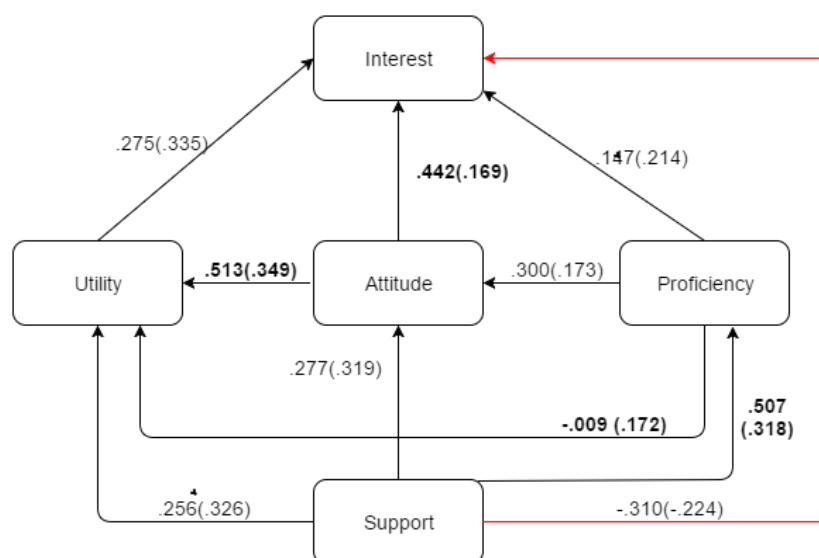 Interest
.275(.335)
.442(.169)
.147(.214)
Utility
.513(.349)
Attitude
.300(.173)
Proficiency
.277(.319)
-.009 (.172)
.507
(.318)
.256(.326)
Support
-.310(-.224)